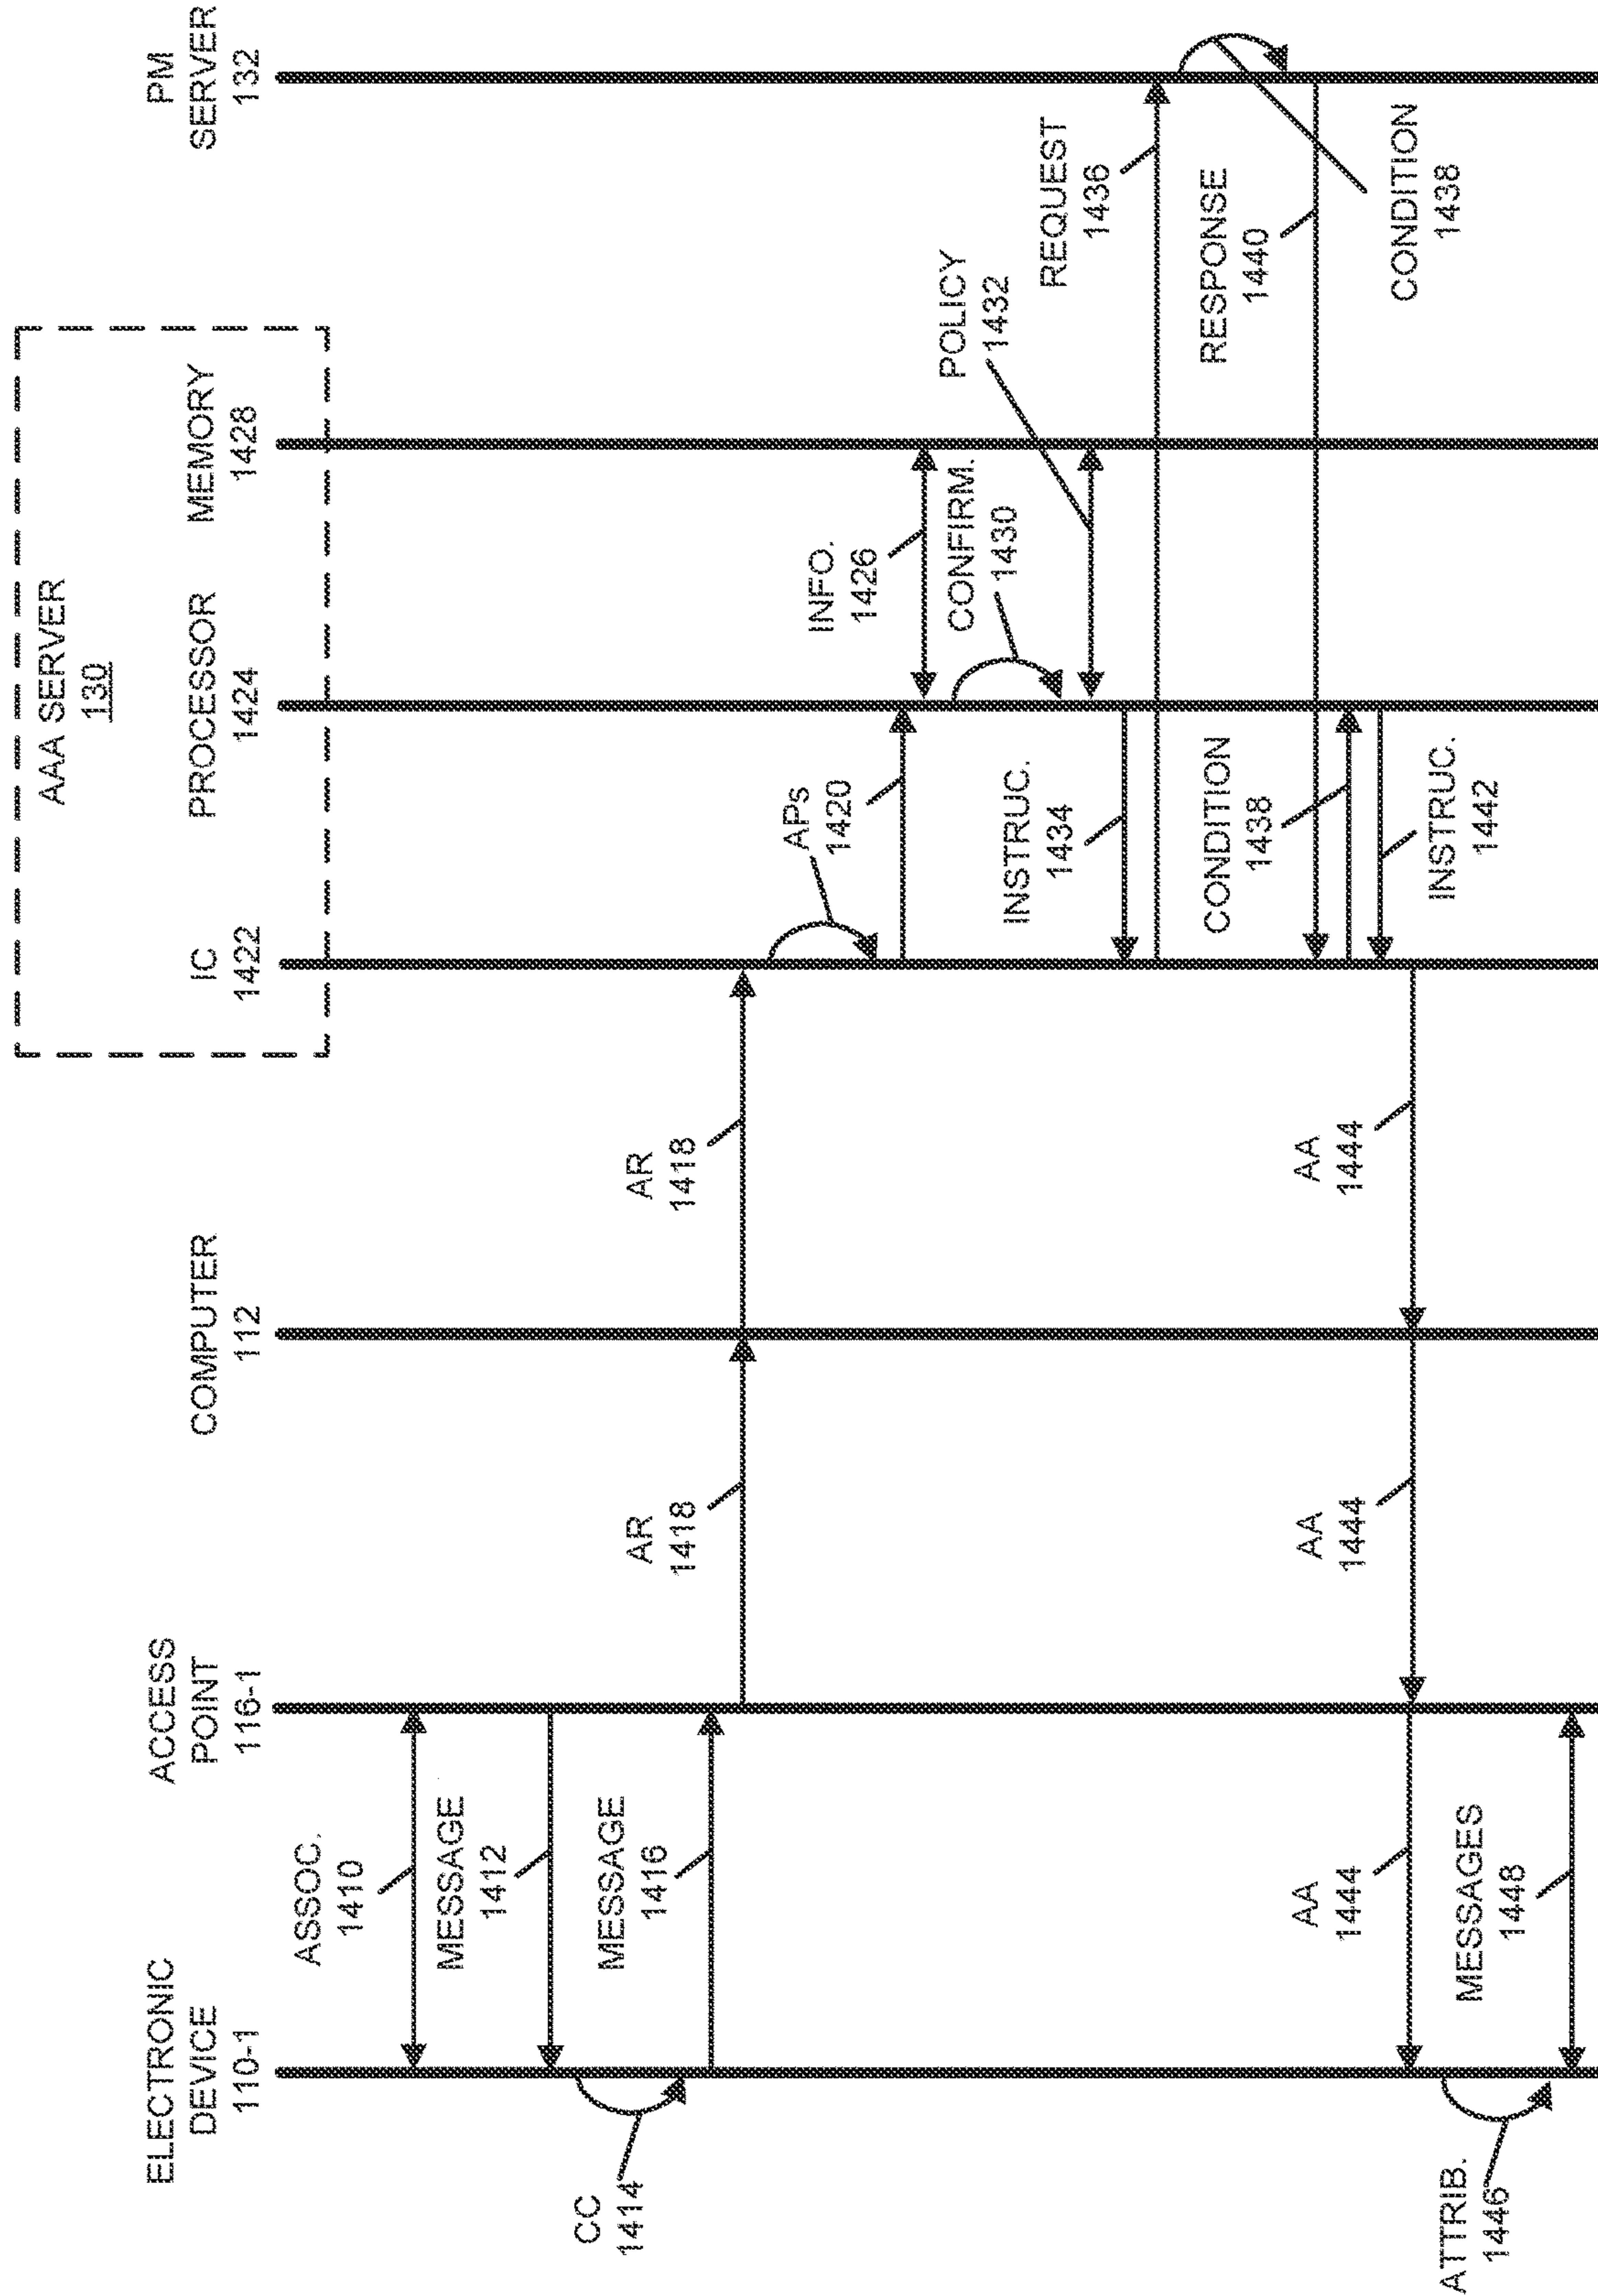 AAA SERVER
130
ELECTRONIC
DEVICE
110-1
ACCESS
POINT
116-1
COMPUTER
112
IC
1422
PROCESSOR
1424
MEMORY
1428
PM
SERVER
132
ASSOC.
1410
MESSAGE
1412
CC
1414
MESSAGE
1416
AR
1418
AR
1418
APs
1420
INFO.
1426
CONFIRM.
1430
POLICY
1432
INSTRUC.
1434
REQUEST
1436
CONDITION
1438
RESPONSE
1440
CONDITION
1438
INSTRUC.
1442
AA
1444
AA
1444
AA
1444
ATTRIB.
1446
MESSAGES
1448